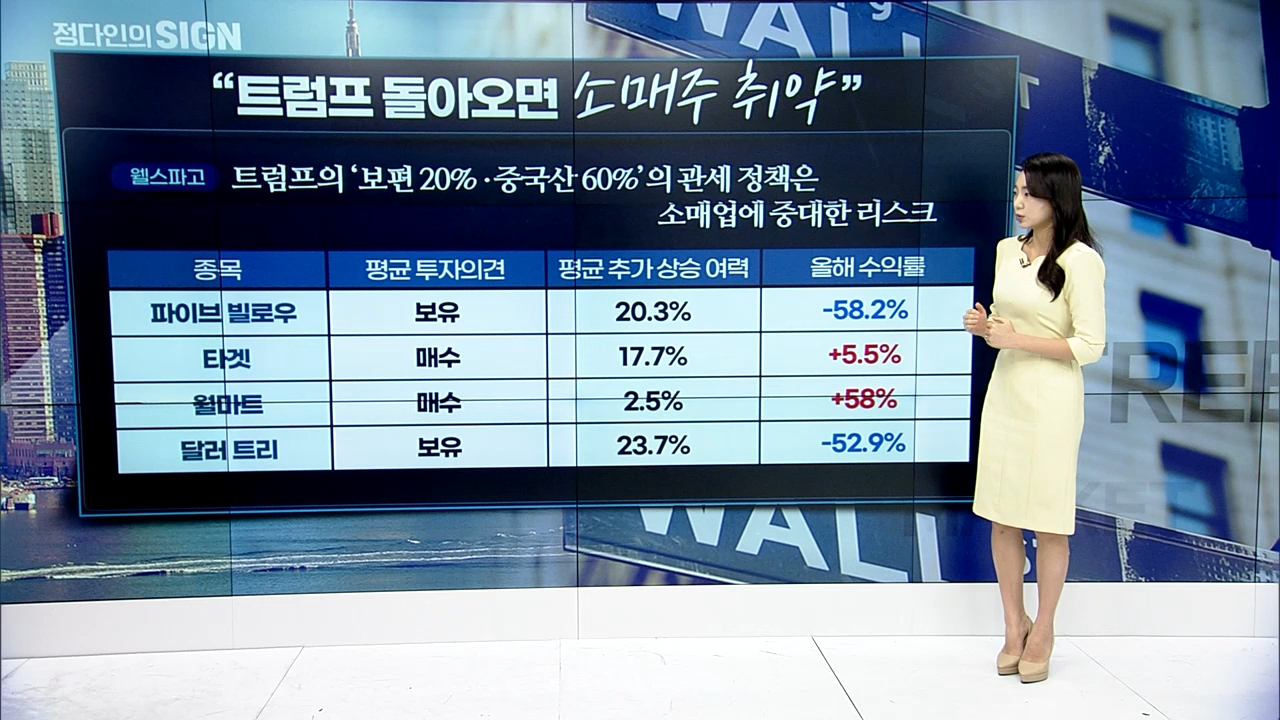 정다인의 SIGN
WALL
“트럼프 돌아오면 소매주 취약”
웰스파고 트럼프의 ‘보편 20%·중국산 60%’의 관세 정책은
소매업에 중대한 리스크
종목 평균 투자의견 평균 추가 상승 여력 올해 수익률
파이브 빌로우 보유 20.3% -58.2%
타겟 매수 17.7% +5.5%
월마트 매수 2.5% +58%
달러 트리 보유 23.7% -52.9%
WALL